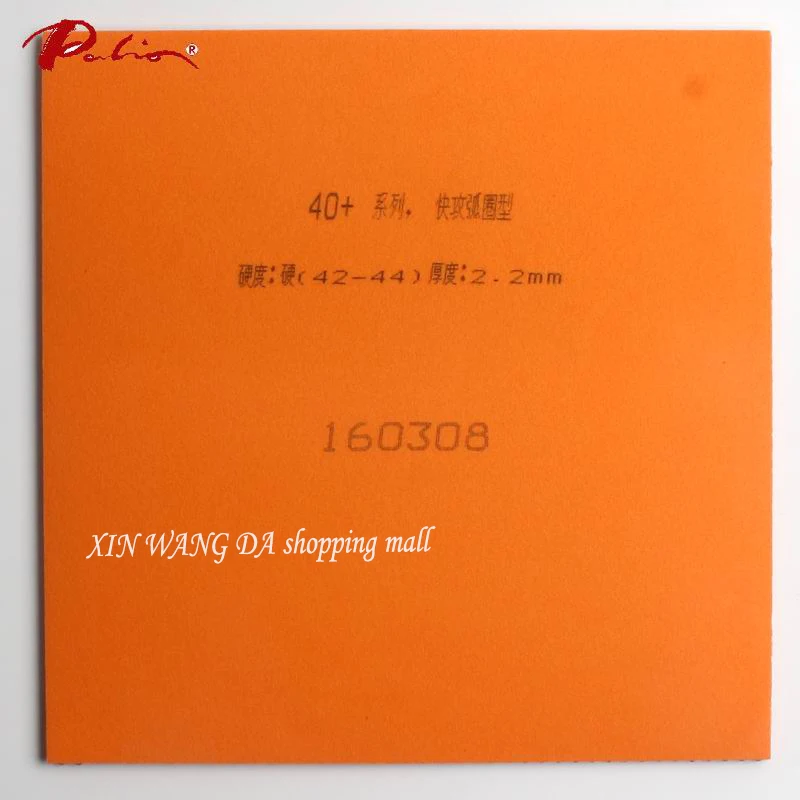 Palio®
40+ 系列, 快攻弧圈型
硬度:硬(42-44)厚度:2.2mm
160308
XIN WANG DA shopping mall